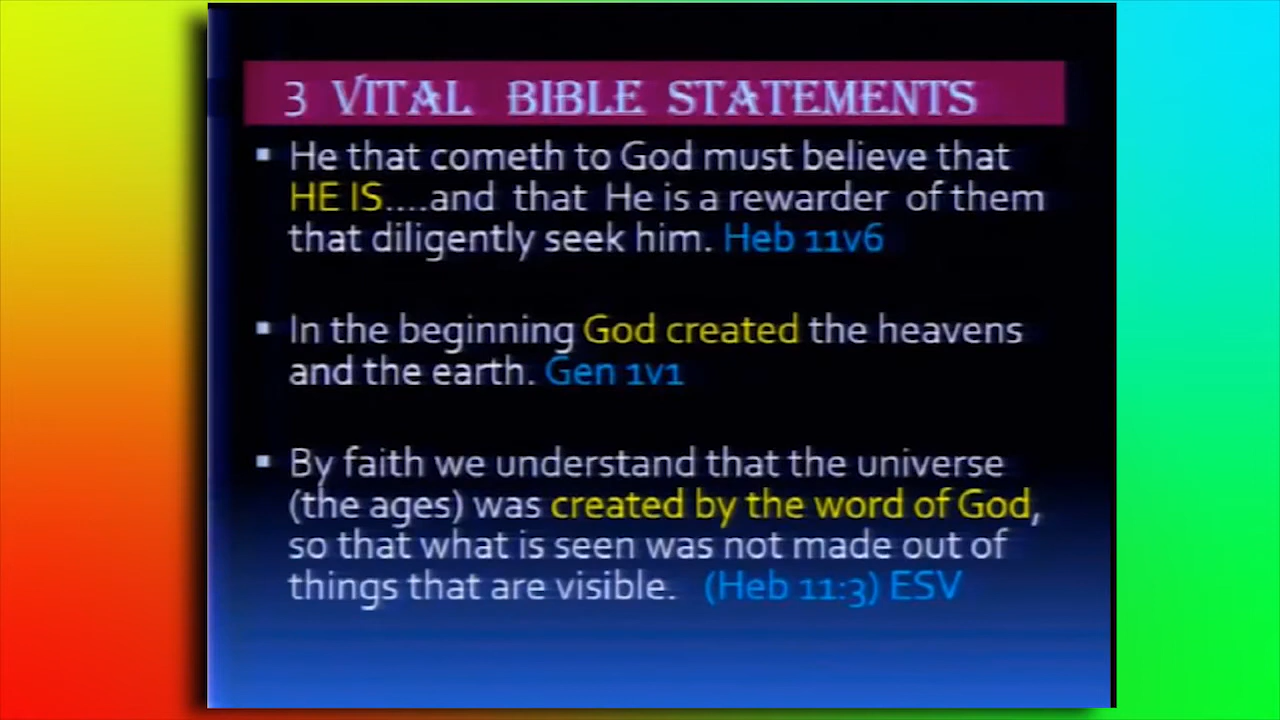 3 VITAL BIBLE STATEMENTS
▪ He that cometh to God must believe that
HE IS....and that He is a rewarder of them
that diligently seek him. Heb 11v6
▪ In the beginning God created the heavens
and the earth. Gen 1v1
▪ By faith we understand that the universe
(the ages) was created by the word of God,
so that what is seen was not made out of
things that are visible. (Heb 11:3) ESV